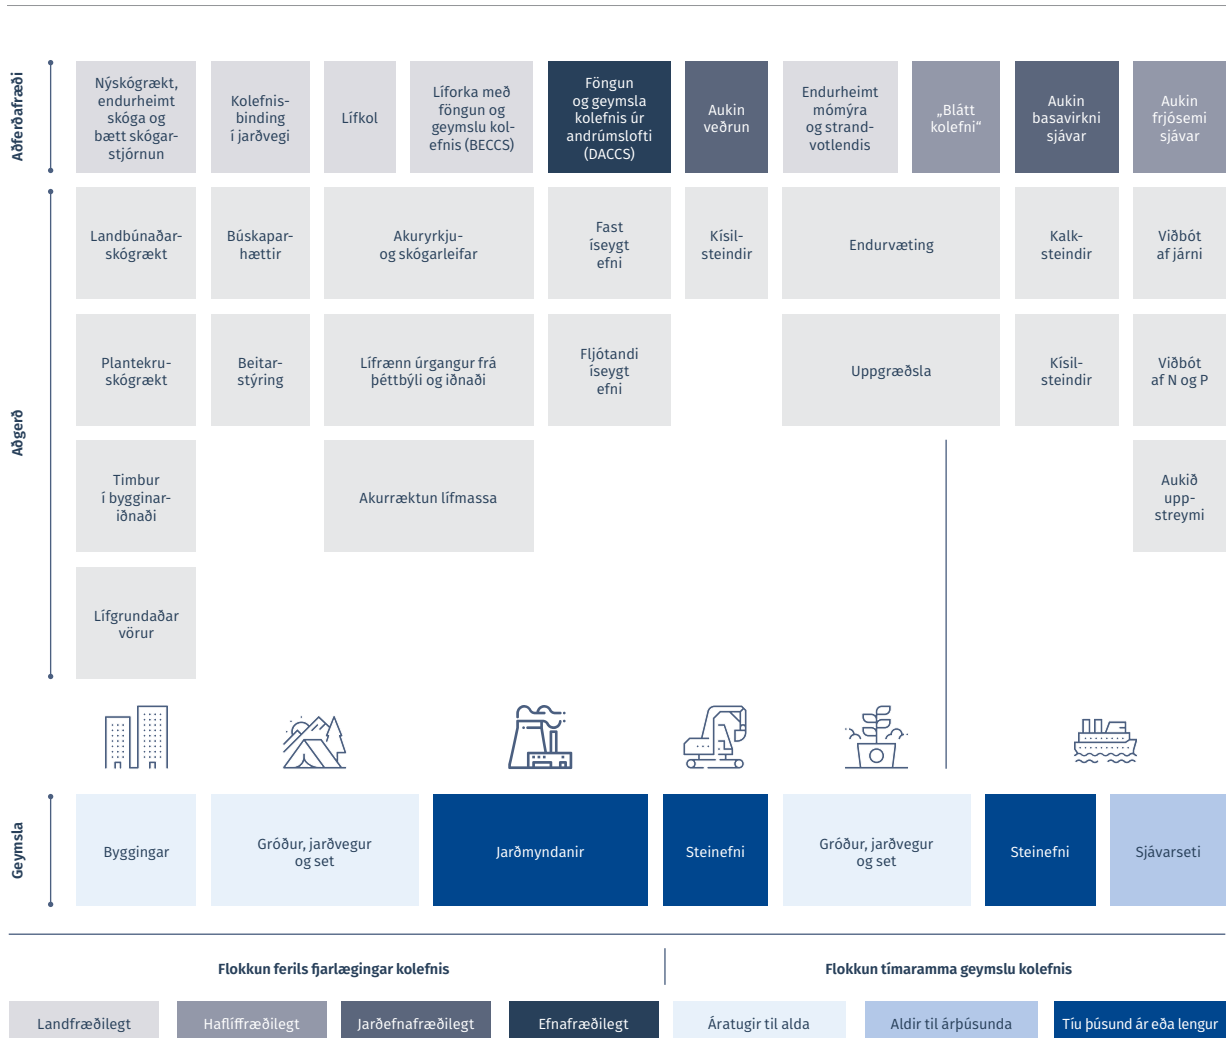 Aðferðafræði
Nýskógrækt,
endurheimt
skóga og
bætt skógar-
stjórnun
Kolefnis-
binding
í jarðvegi
Lífkol
Líforka með
föngun og
geymslu kol-
efnis (BECCS)
Föngun
og geymsla
kolefnis úr
andrúmslofti
(DACCS)
Aukin
veðrun
Endurheimt
mómýra
og strand-
votlendis
„Blátt
kolefni“
Aukin
basavirkni
sjávar
Aukin
frjósemi
sjávar
Aðgerð
Landbúnaðar-
skógrækt
Búskapar-
hættir
Akuryrkju-
og skógarleifar
Fast
íseygt
efni
Kísil-
steindir
Endurvæting
Kalk-
steindir
Viðbót
af járni
Plantekru-
skógrækt
Beitar-
stýring
Lífrænn úrgangur frá
þéttbýli og iðnaði
Fljótandi
íseygt
efni
Uppgræðsla
Kísil-
steindir
Viðbót
af N og P
Timbur
í bygginar-
iðnaði
Akurræktun lífmassa
Aukið
upp-
streymi
Lífgrundaðar
vörur
Geymsla
Byggingar
Gróður, jarðvegur
og set
Jarðmyndanir
Steinefni
Gróður, jarðvegur
og set
Steinefni
Sjávarseti
Flokkun ferils fjarlægingar kolefnis
Flokkun tímaramma geymslu kolefnis
Landfræðilegt
Haflíffræðilegt
Jarðefnafræðilegt
Efnafræðilegt
Áratugir til alda
Aldir til árþúsunda
Tíu þúsund ár eða lengur